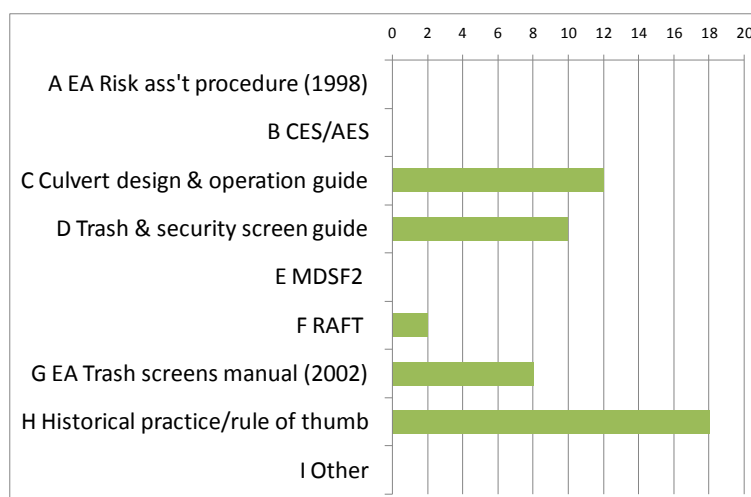 0 2 4 6 8 10 12 14 16 18 20
A EA Risk ass't procedure (1998)
B CES/AES
C Culvert design & operation guide
D Trash & security screen guide
E MDSF2
F RAFT
G EA Trash screens manual (2002)
H Historical practice/rule of thumb
I Other